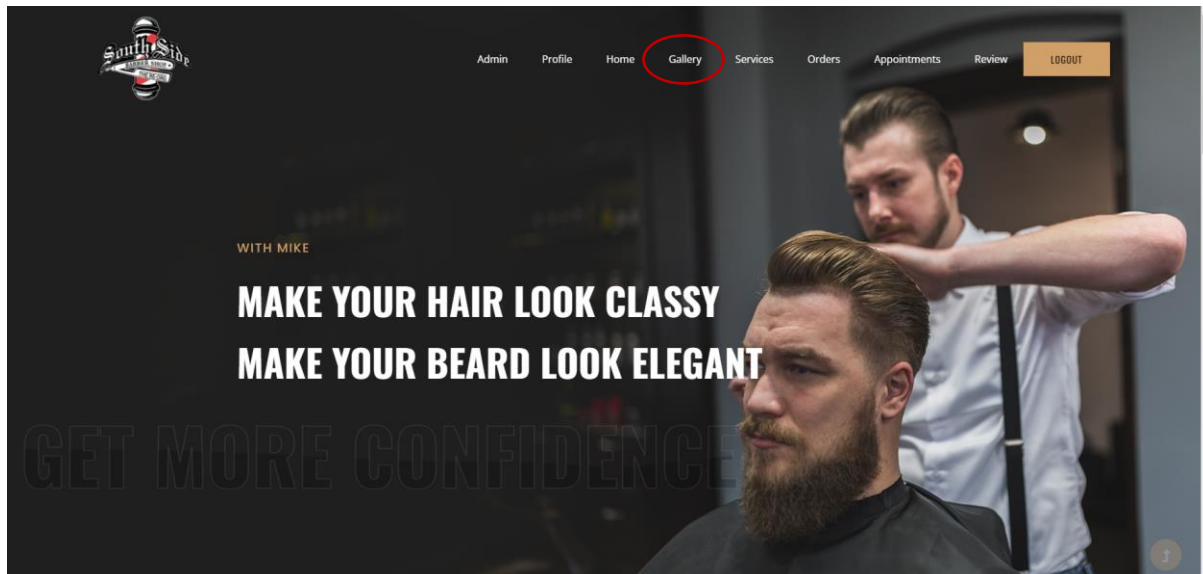 South Side
BARBER SHOP
Admin Profile Home Gallery Services Orders Appointments Review LOGOUT
WITH MIKE
MAKE YOUR HAIR LOOK CLASSY
MAKE YOUR BEARD LOOK ELEGANT
GET MORE CONFIDENCE